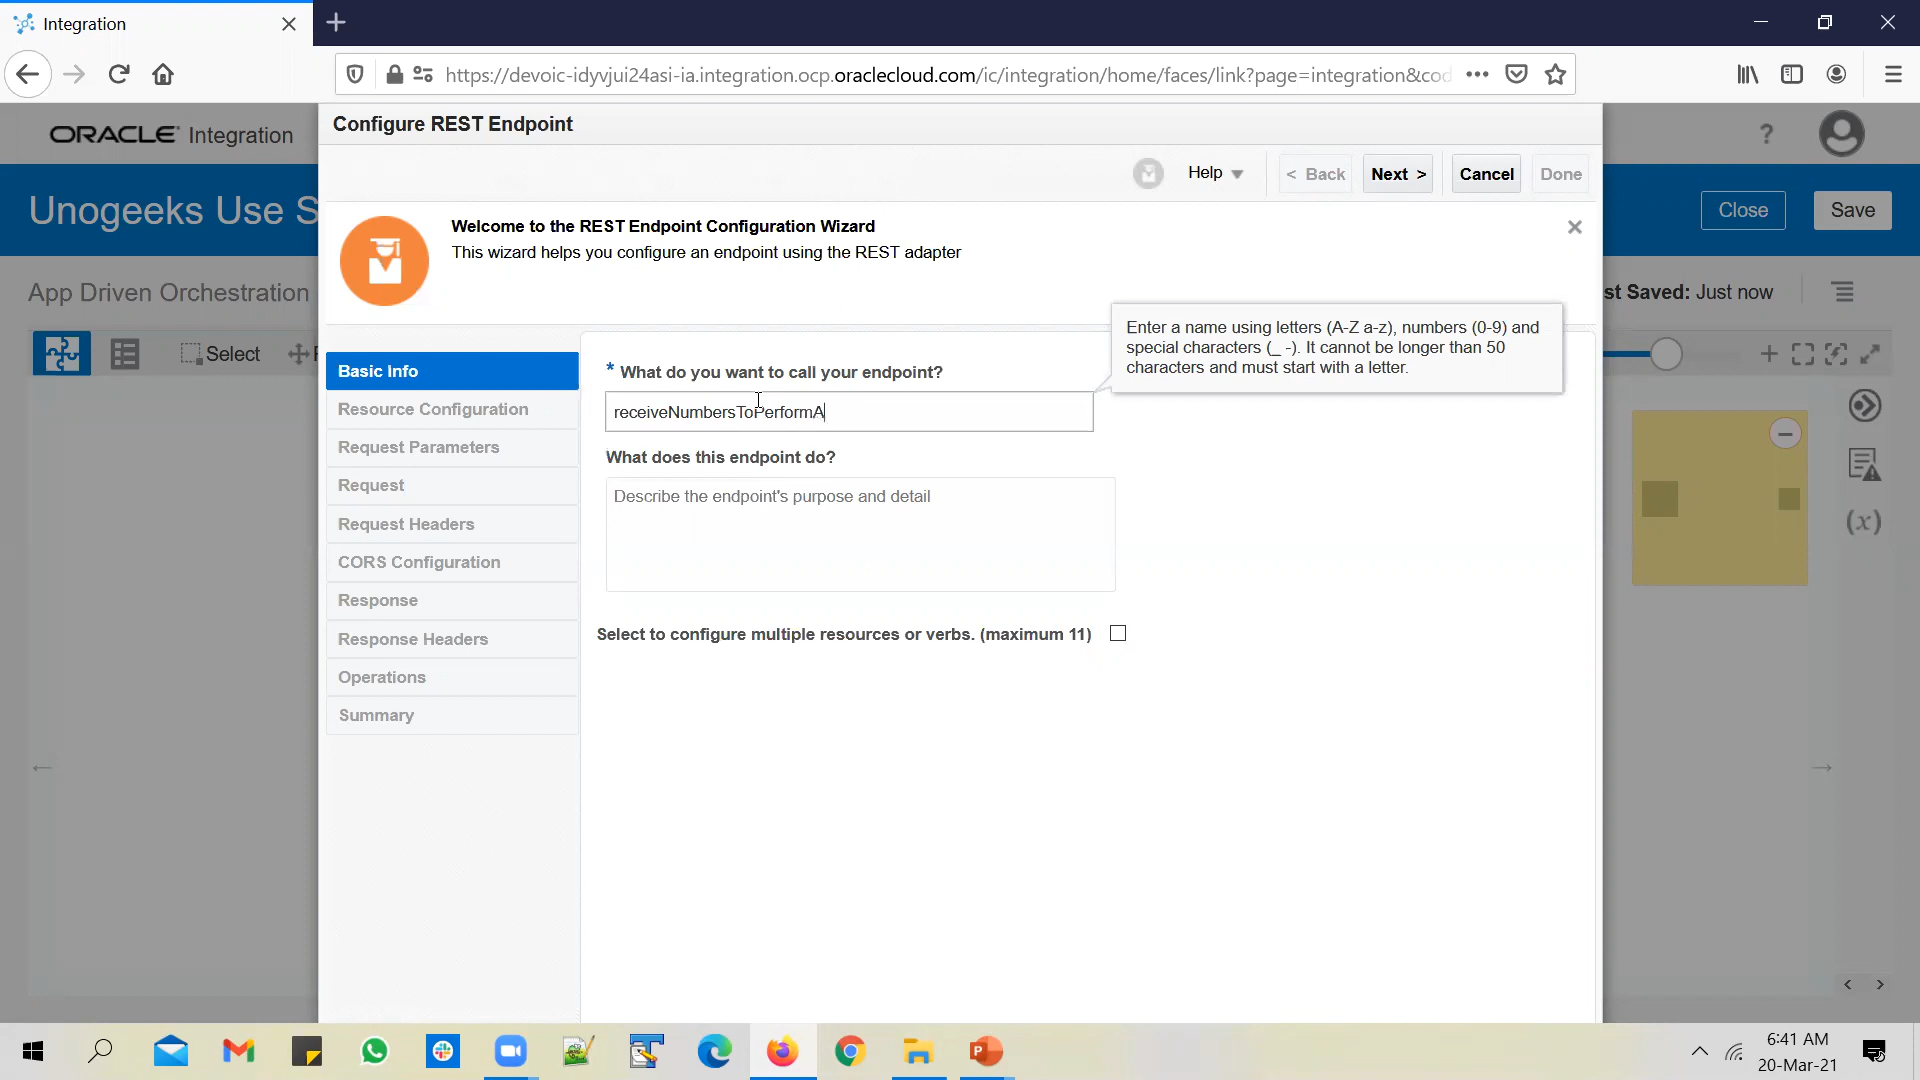 Integration
https://devoic-idyvjui24asi-ia.integration.ocp.oraclecloud.com/ic/integration/home/faces/link?page=integration&cod
Configure REST Endpoint
ORACLE Integration
Help
< Back
Next >
Cancel
Done
Unogeeks Use S
Close
Save
Welcome to the REST Endpoint Configuration Wizard
This wizard helps you configure an endpoint using the REST adapter
App Driven Orchestration
st Saved: Just now
Enter a name using letters (A-Z a-z), numbers (0-9) and
special characters (_ -). It cannot be longer than 50
characters and must start with a letter.
Select
Basic Info
* What do you want to call your endpoint?
receiveNumbersToPerformA
Resource Configuration
Request Parameters
What does this endpoint do?
Request
Describe the endpoint's purpose and detail
Request Headers
(x)
CORS Configuration
Response
Response Headers
Select to configure multiple resources or verbs. (maximum 11)
Operations
Summary
6:41 AM
20-Mar-21